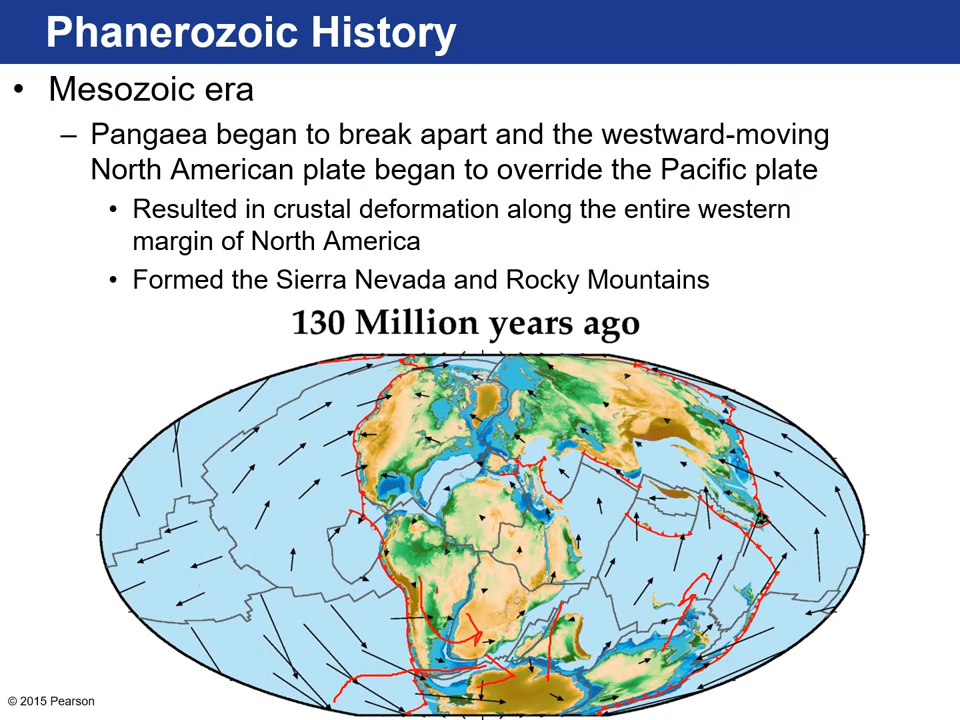 Phanerozoic History
• Mesozoic era
– Pangaea began to break apart and the westward-moving
North American plate began to override the Pacific plate
• Resulted in crustal deformation along the entire western
margin of North America
• Formed the Sierra Nevada and Rocky Mountains
130 Million years ago
© 2015 Pearson